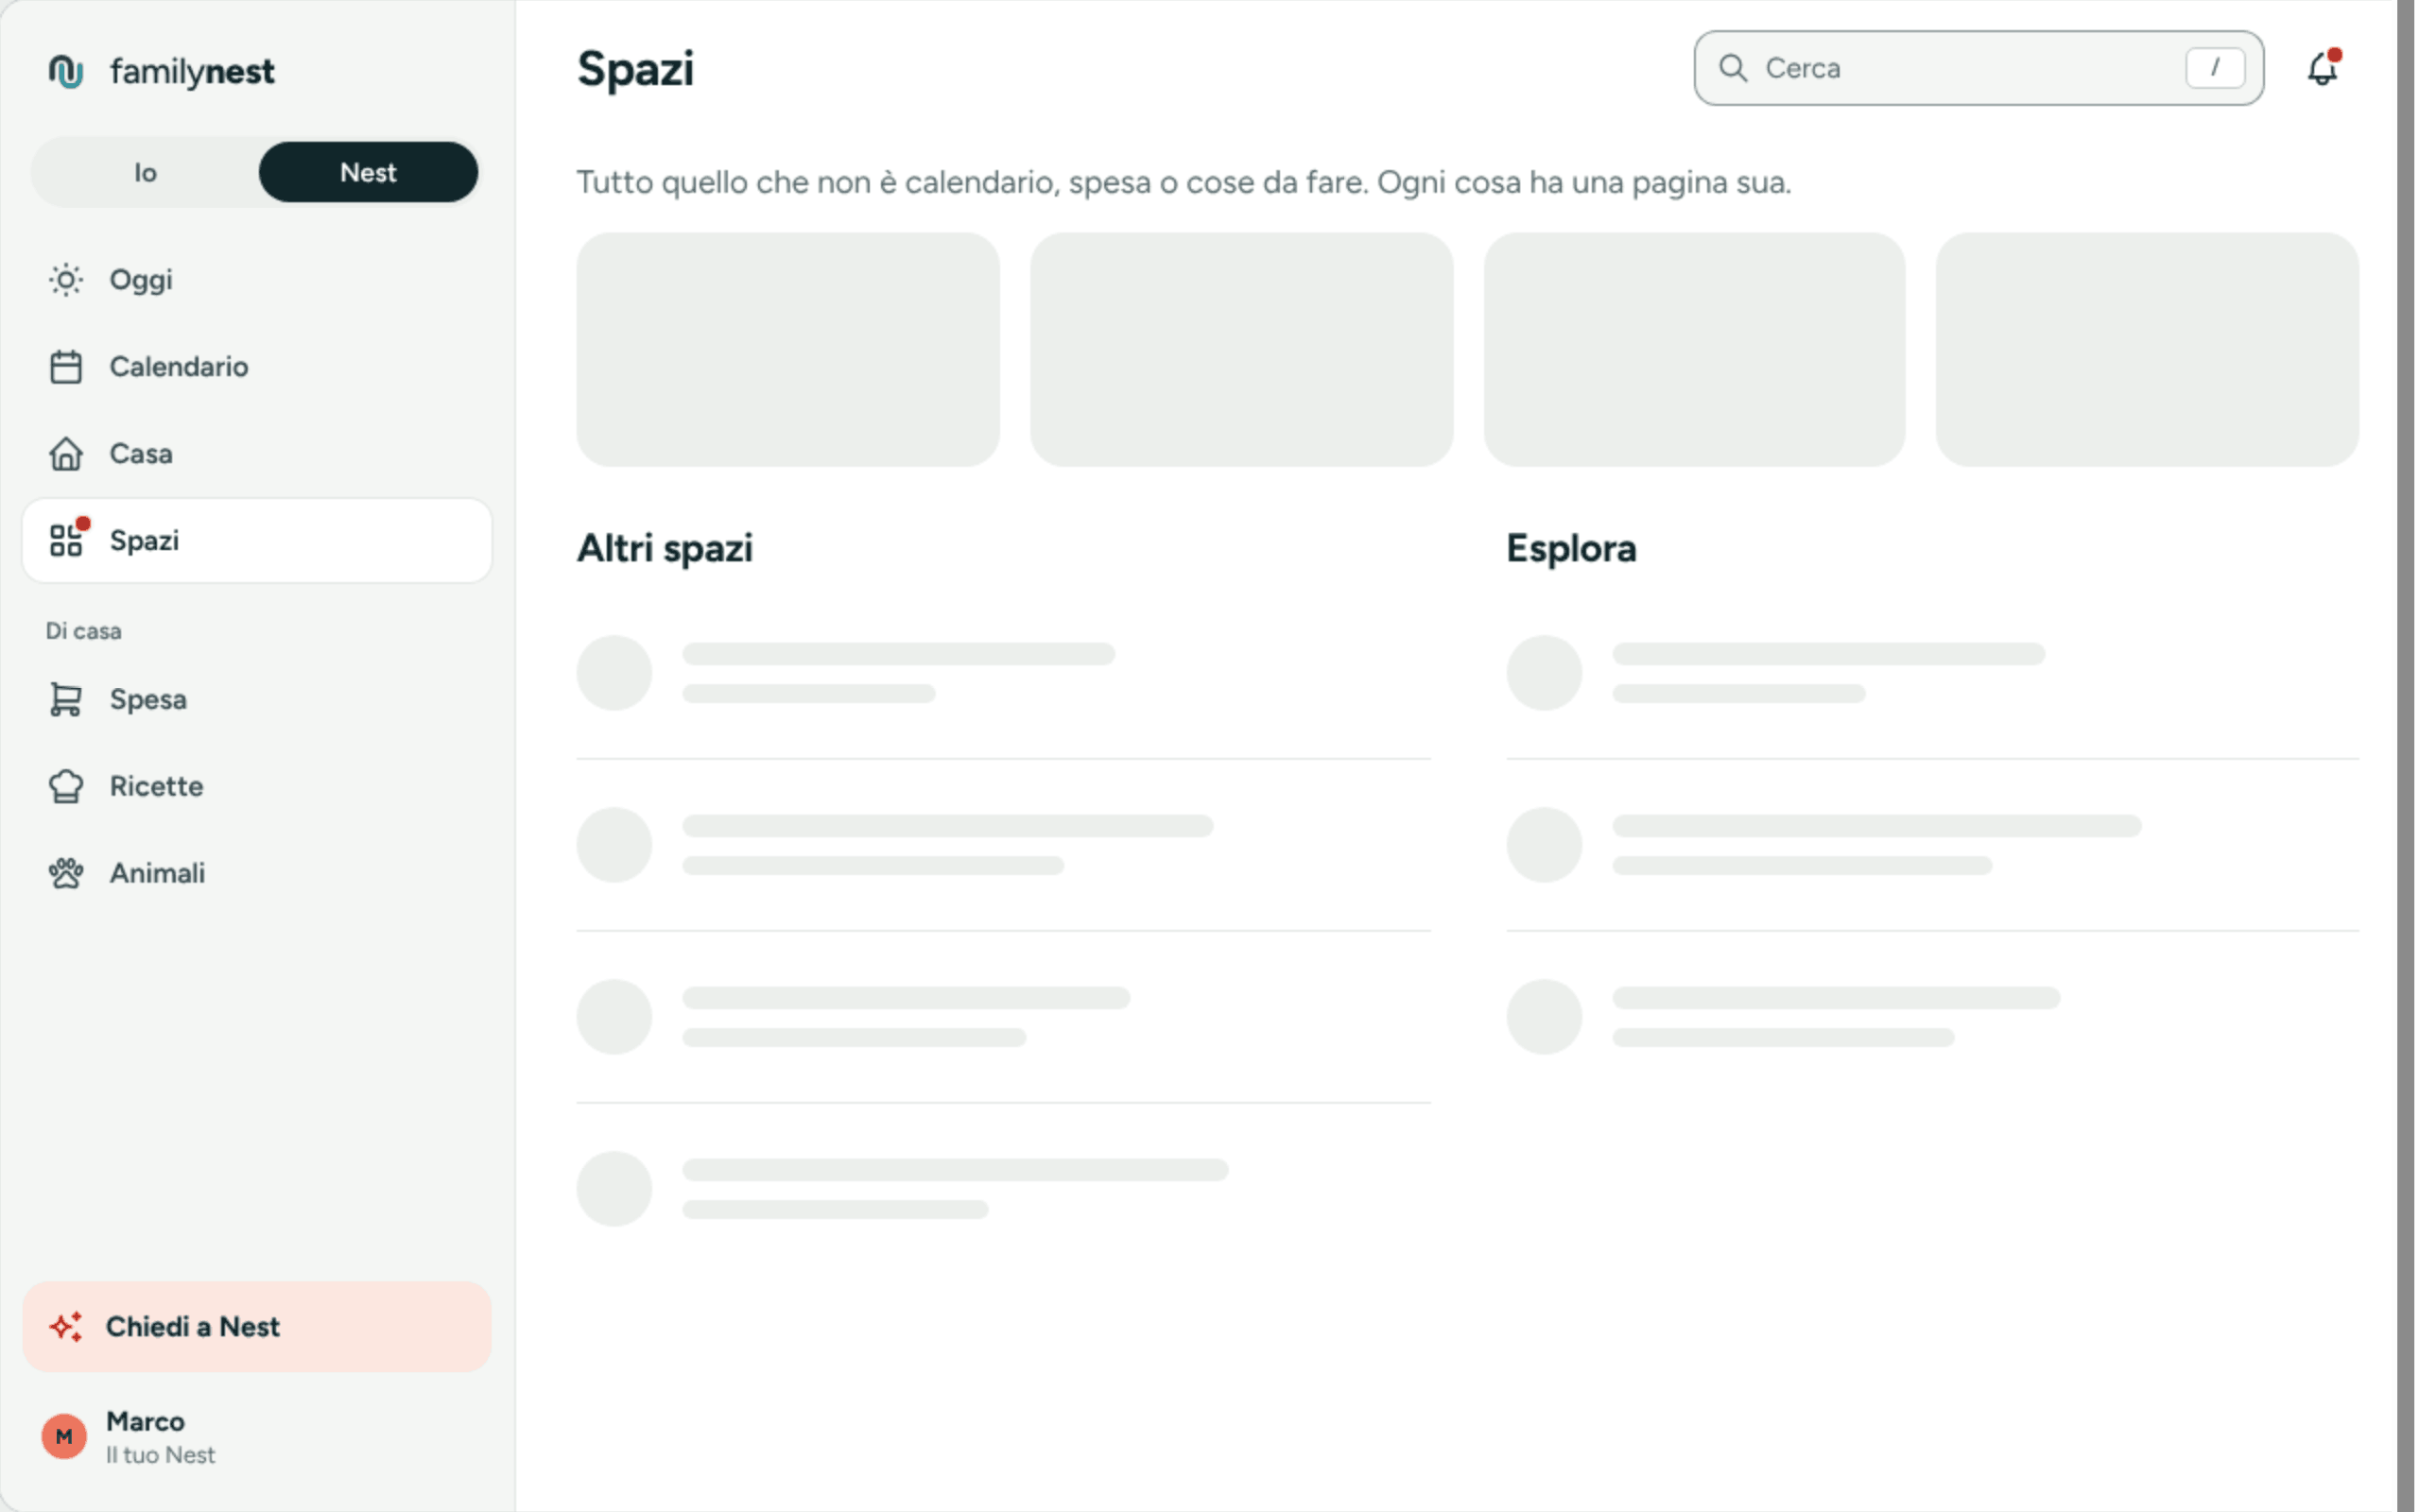 familynest
Io
Nest
Oggi
Calendario
Casa
Spazi
Di casa
Spesa
Ricette
Animali
Chiedi a Nest
M
Marco
Il tuo Nest
Spazi
Cerca
/
Tutto quello che non è calendario, spesa o cose da fare. Ogni cosa ha una pagina sua.
Altri spazi
Esplora